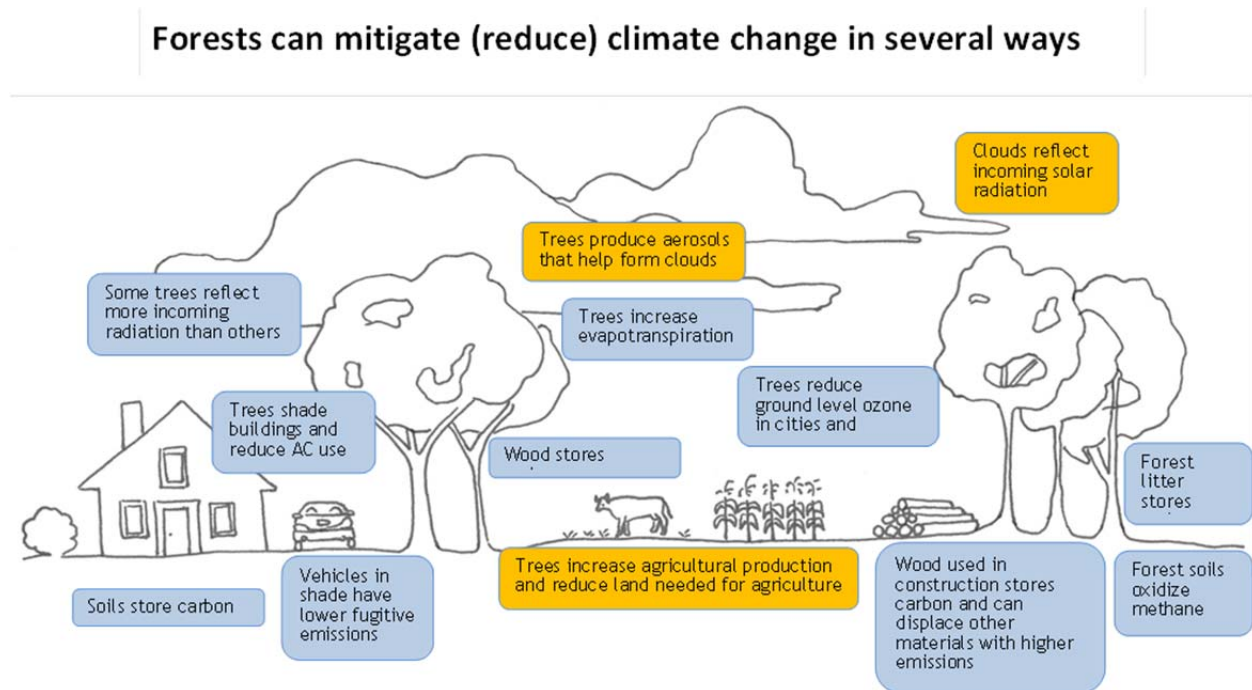 Forests can mitigate (reduce) climate change in several ways
Clouds reflect
incoming solar
radiation
Trees produce aerosols
that help form clouds
Some trees reflect
more incoming
radiation than others
Trees increase
evapotranspiration
Trees reduce
ground level ozone
in cities and
Trees shade
buildings and
reduce AC use
Wood stores
Forest
litter
stores
Trees increase agricultural production
and reduce land needed for agriculture
Wood used in
construction stores
carbon and can
displace other
materials with higher
emissions
Forest soils
oxidize
methane
Vehicles in
shade have
lower fugitive
emissions
Soils store carbon